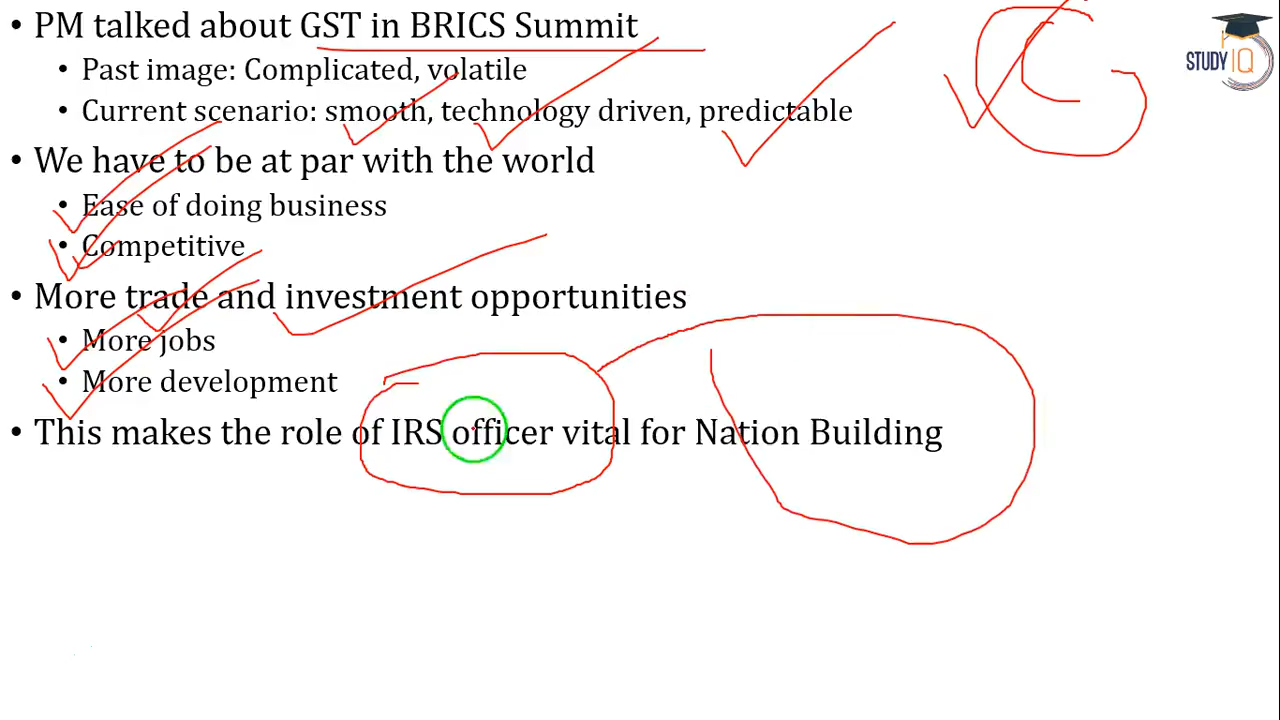 • PM talked about GST in BRICS Summit
• Past image: Complicated, volatile
• Current scenario: smooth, technology driven, predictable
• We have to be at par with the world
• Ease of doing business
• Competitive
• More trade and investment opportunities
• More jobs
• More development
• This makes the role of IRS officer vital for Nation Building
STUDY IQ